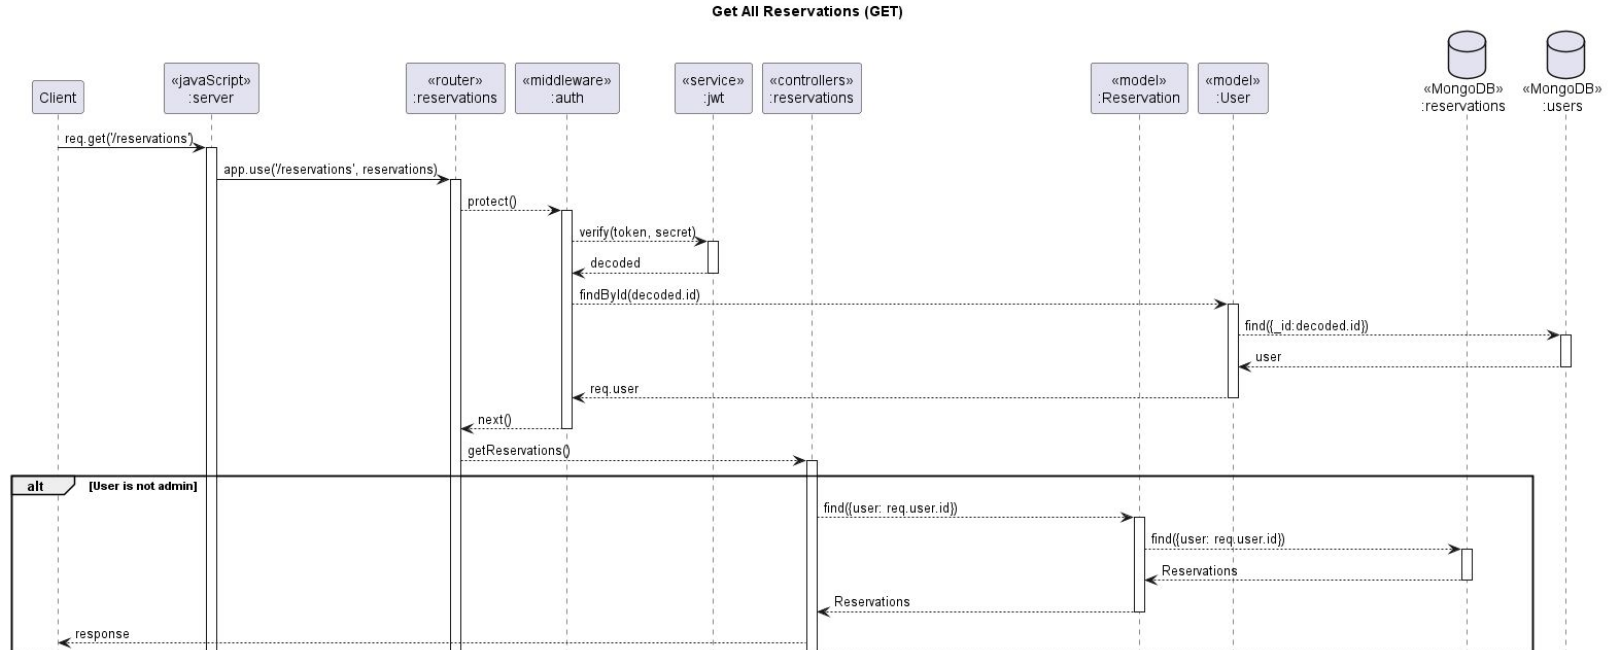 Get All Reservations (GET)
Client
«javaScript»
:server
«router»
:reservations
«middleware»
:auth
«service»
:jwt
«controllers»
:reservations
«model»
:Reservation
«model»
:User
«MongoDB»
:reservations
«MongoDB»
:users
req.get('/reservations')
app.use('/reservations', reservations)
protect()
verify(token, secret)
decoded
findById(decoded.id)
find({_id:decoded.id})
user
req.user
next()
getReservations()
alt [User is not admin]
find({user: req.user.id})
find({user: req.user.id})
Reservations
Reservations
response